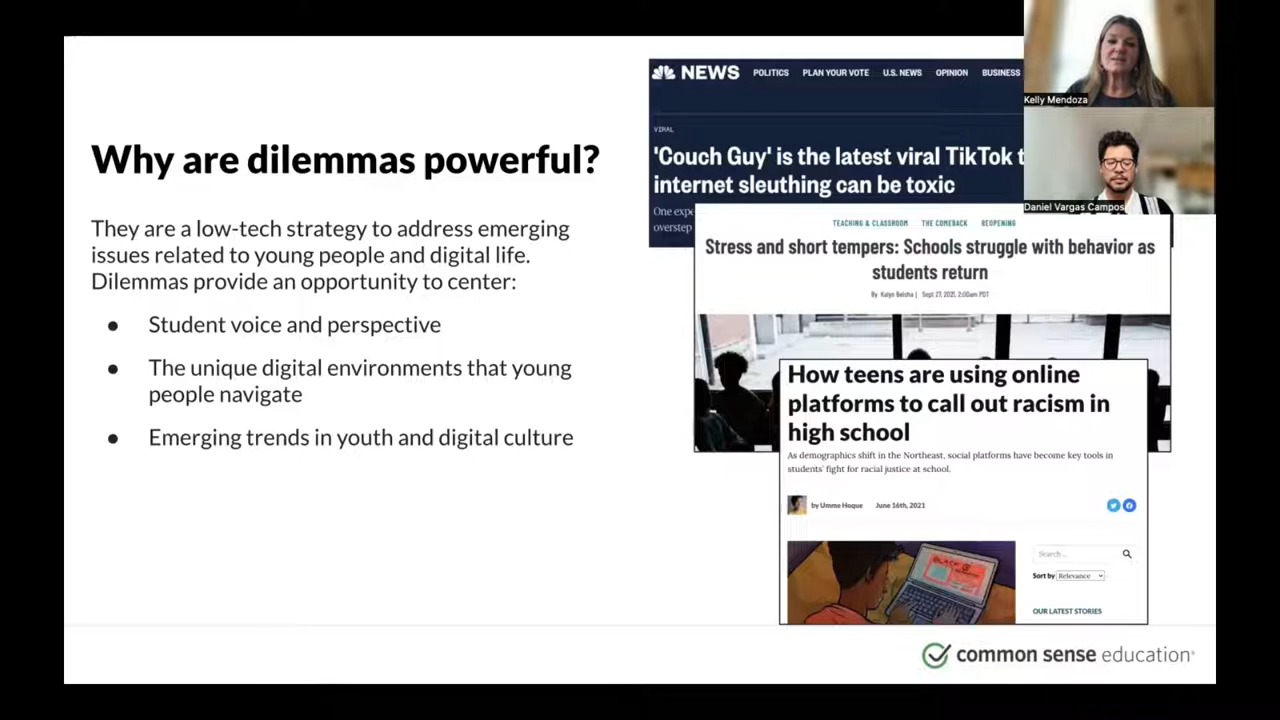 Why are dilemmas powerful?
They are a low-tech strategy to address emerging
issues related to young people and digital life.
Dilemmas provide an opportunity to center:
● Student voice and perspective
● The unique digital environments that young
people navigate
● Emerging trends in youth and digital culture
NEWS POLITICS PLAN YOUR VOTE U.S. NEWS OPINION BUSINESS
VIRAL
'Couch Guy' is the latest viral TikTok t
internet sleuthing can be toxic
One expe
overstep
Kelly Mendoza
Daniel Vargas Campos
TEACHING & CLASSROOM THE COMEBACK REOPENING
Stress and short tempers: Schools struggle with behavior as
students return
By Kalyn Belsha | Sept 27, 2021, 2:00am PDT
How teens are using online
platforms to call out racism in
high school
As demographics shift in the Northeast, social platforms have become key tools in
students' fight for racial justice at school.
by Umme Hoque June 16th, 2021
BLACK @
Search ...
Sort by Relevance
OUR LATEST STORIES
common sense education®